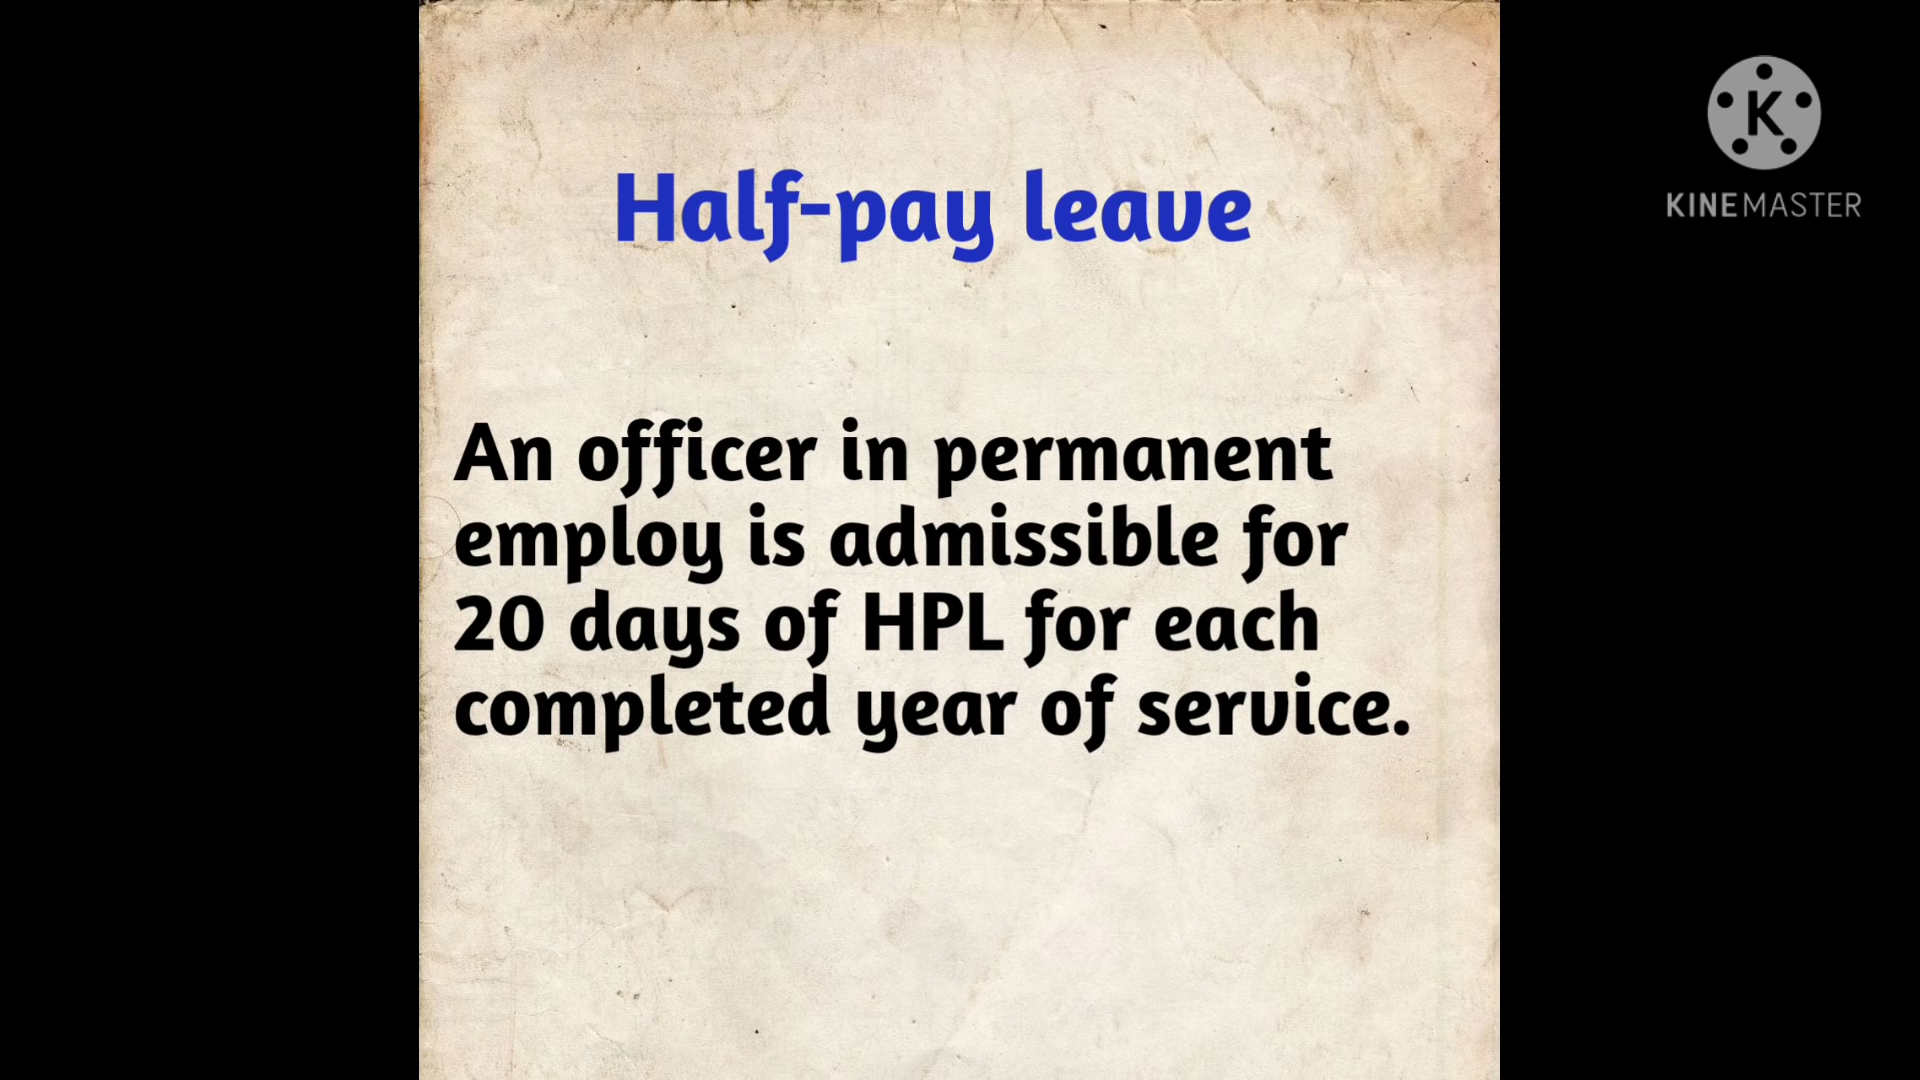 Half-pay leave
An officer in permanent
employ is admissible for
20 days of HPL for each
completed year of service.
K
KINEMASTER